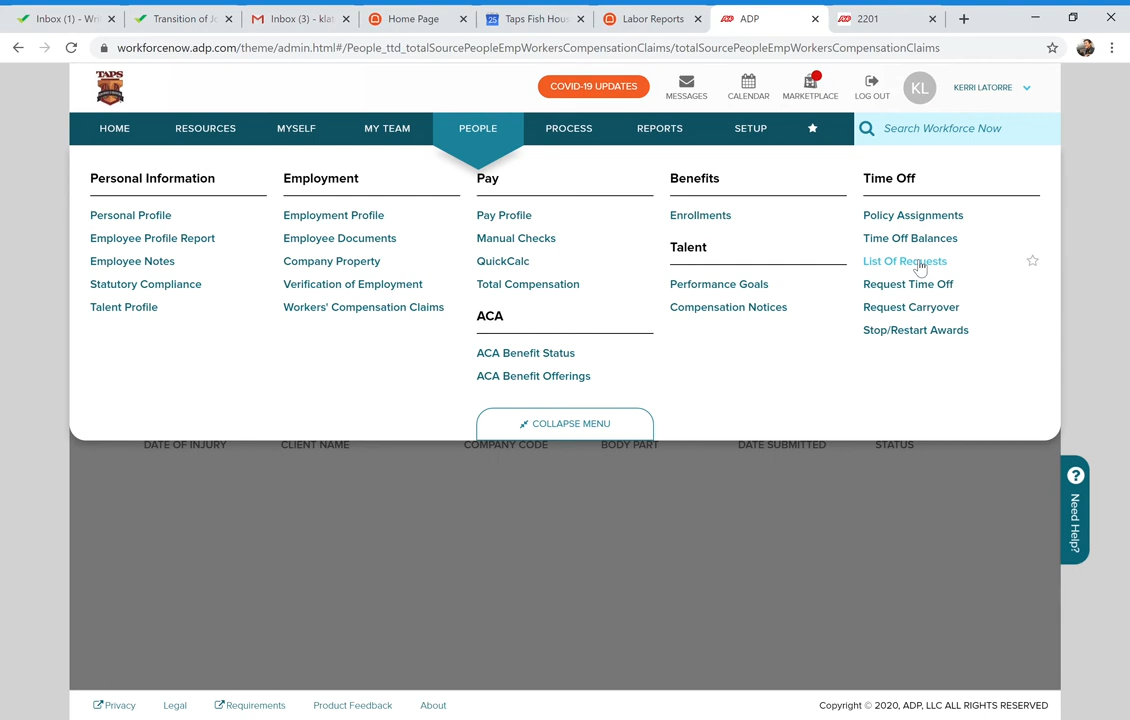 Inbox (1) - Wri
Transition of Jo
Inbox (3) - klat
Home Page
Taps Fish Hous
Labor Reports
ADP
2201
workforcenow.adp.com/theme/admin.html#/People_ttd_totalSourcePeopleEmpWorkersCompensationClaims/totalSourcePeopleEmpWorkersCompensationClaims
TAPS
COVID-19 UPDATES
MESSAGES
CALENDAR
MARKETPLACE
LOG OUT
KL
KERRI LATORRE
HOME
RESOURCES
MYSELF
MY TEAM
PEOPLE
PROCESS
REPORTS
SETUP
Search Workforce Now
Personal Information
Personal Profile
Employee Profile Report
Employee Notes
Statutory Compliance
Talent Profile
Employment
Employment Profile
Employee Documents
Company Property
Verification of Employment
Workers' Compensation Claims
Pay
Pay Profile
Manual Checks
QuickCalc
Total Compensation
ACA
ACA Benefit Status
ACA Benefit Offerings
Benefits
Enrollments
Talent
Performance Goals
Compensation Notices
Time Off
Policy Assignments
Time Off Balances
List Of Requests
Request Time Off
Request Carryover
Stop/Restart Awards
COLLAPSE MENU
DATE OF INJURY
CLIENT NAME
COMPANY CODE
BODY PART
DATE SUBMITTED
STATUS
Need Help?
Privacy
Legal
Requirements
Product Feedback
About
Copyright © 2020, ADP, LLC ALL RIGHTS RESERVED